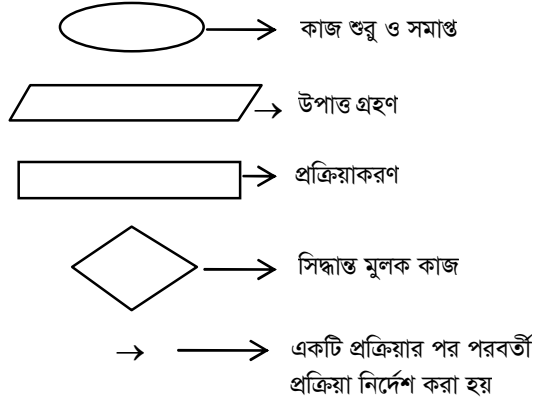 কাজ শুরু ও সমাপ্ত
উপাত্ত গ্রহণ
প্রক্রিয়াকরণ
সিদ্ধান্ত মুলক কাজ
একটি প্রক্রিয়ার পর পরবর্তী
প্রক্রিয়া নির্দেশ করা হয়